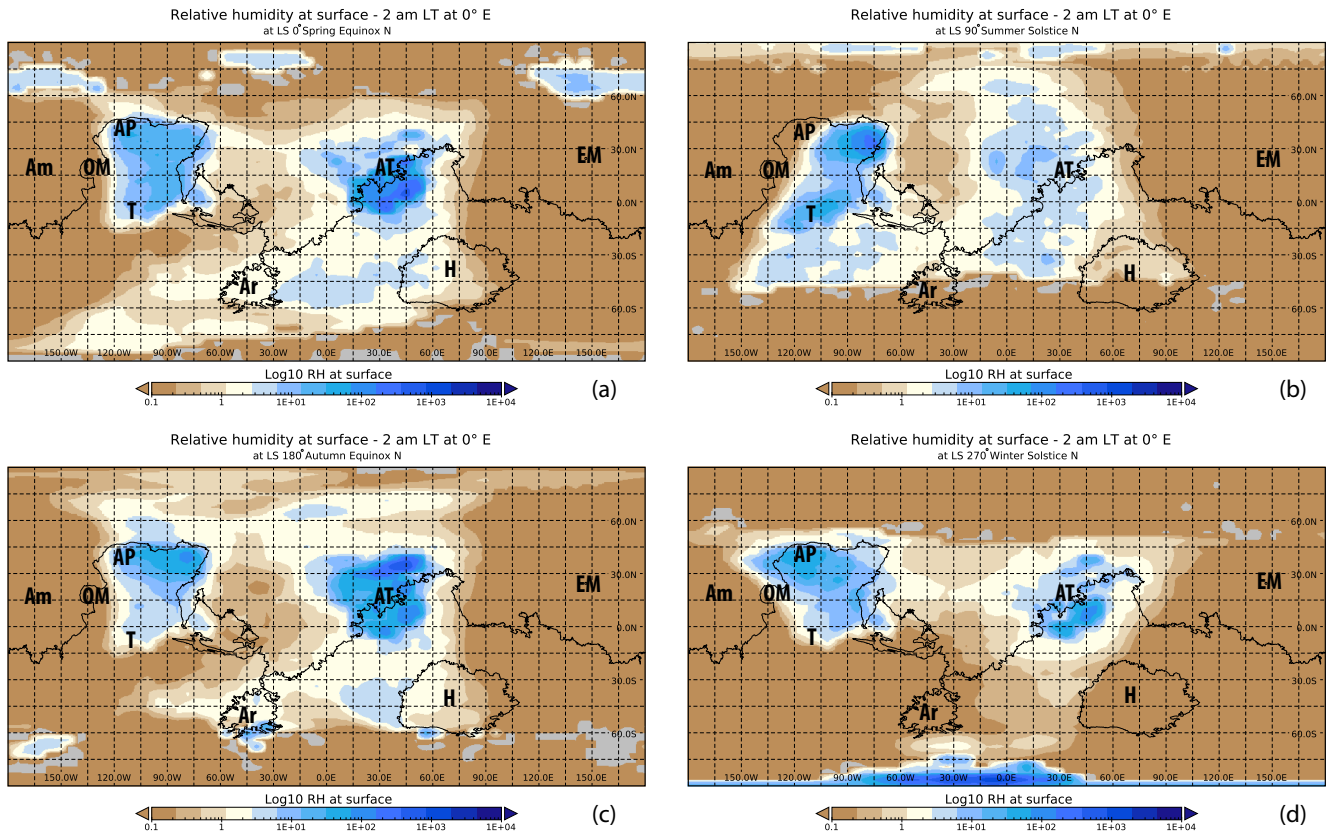 Relative humidity at surface - 2 am LT at 0° E
at LS 0° Spring Equinox N
AP
Am
OM
AT
EM
T
H
Ar
60.0N
30.0N
0.0N
30.0S
60.0S
150.0W 120.0W 90.0W 60.0W 30.0W 0.0E 30.0E 60.0E 90.0E 120.0E 150.0E
Log10 RH at surface
0.1 1 1E+01 1E+02 1E+03 1E+04
(a)
Relative humidity at surface - 2 am LT at 0° E
at LS 90° Summer Solstice N
AP
Am
OM
AT
EM
T
H
Ar
60.0N
30.0N
0.0N
30.0S
60.0S
150.0W 120.0W 90.0W 60.0W 30.0W 0.0E 30.0E 60.0E 90.0E 120.0E 150.0E
Log10 RH at surface
0.1 1 1E+01 1E+02 1E+03 1E+04
(b)
Relative humidity at surface - 2 am LT at 0° E
at LS 180° Autumn Equinox N
AP
Am
OM
AT
EM
T
H
Ar
60.0N
30.0N
0.0N
30.0S
60.0S
150.0W 120.0W 90.0W 60.0W 30.0W 0.0E 30.0E 60.0E 90.0E 120.0E 150.0E
Log10 RH at surface
0.1 1 1E+01 1E+02 1E+03 1E+04
(c)
Relative humidity at surface - 2 am LT at 0° E
at LS 270° Winter Solstice N
AP
Am
OM
AT
EM
T
H
Ar
60.0N
30.0N
0.0N
30.0S
60.0S
150.0W 120.0W 90.0W 60.0W 30.0W 0.0E 30.0E 60.0E 90.0E 120.0E 150.0E
Log10 RH at surface
0.1 1 1E+01 1E+02 1E+03 1E+04
(d)